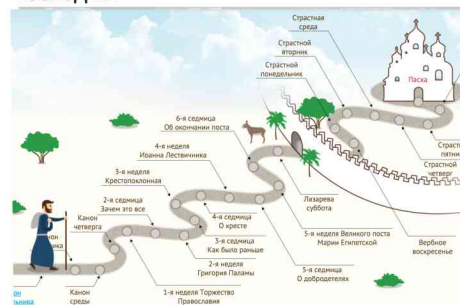 Страстная
среда
Страстной
вторник
Страстной
понедельник
Пасха
6-я седмица
Об окончании поста
4-я неделя
Иоанна Лествичника
3-я неделя
Крестопоклонная
2-я седмица
Зачем это все
Канон
четверга
Страстной
четверг
Лазарева
суббота
4-я седмица
О кресте
5-я неделя Великого поста
Марии Египетской
Вербное
воскресенье
3-я седмица
Как было раньше
2-я неделя
Григория Паламы
5-я седмица
О добродетелях
Канон
среды
1-я неделя Торжество
Православия